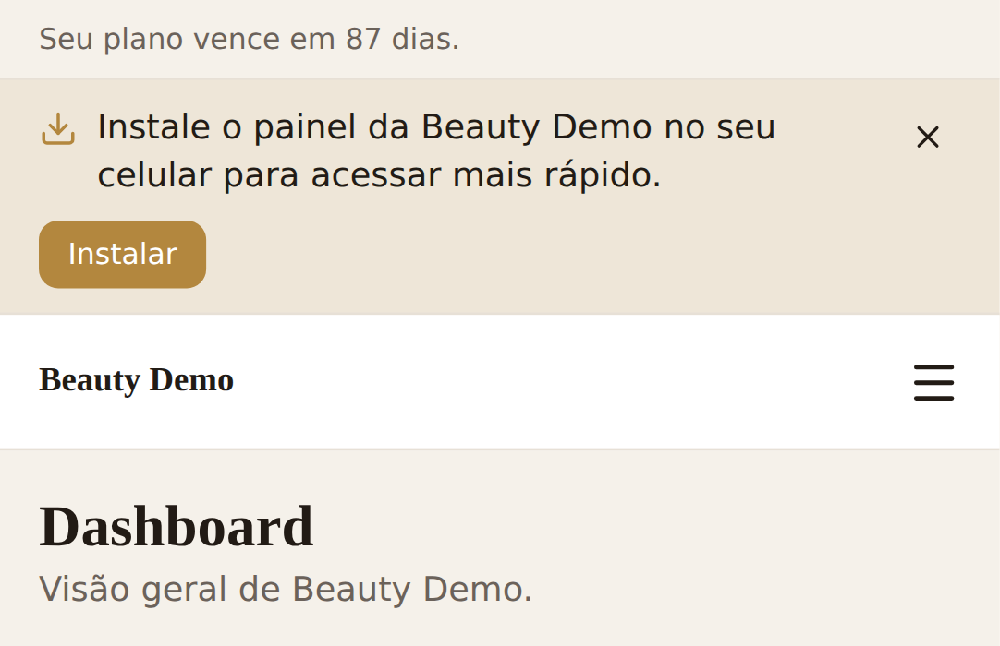 Seu plano vence em 87 dias.
Instale o painel da Beauty Demo no seu
celular para acessar mais rápido.
Instalar
Beauty Demo
Dashboard
Visão geral de Beauty Demo.